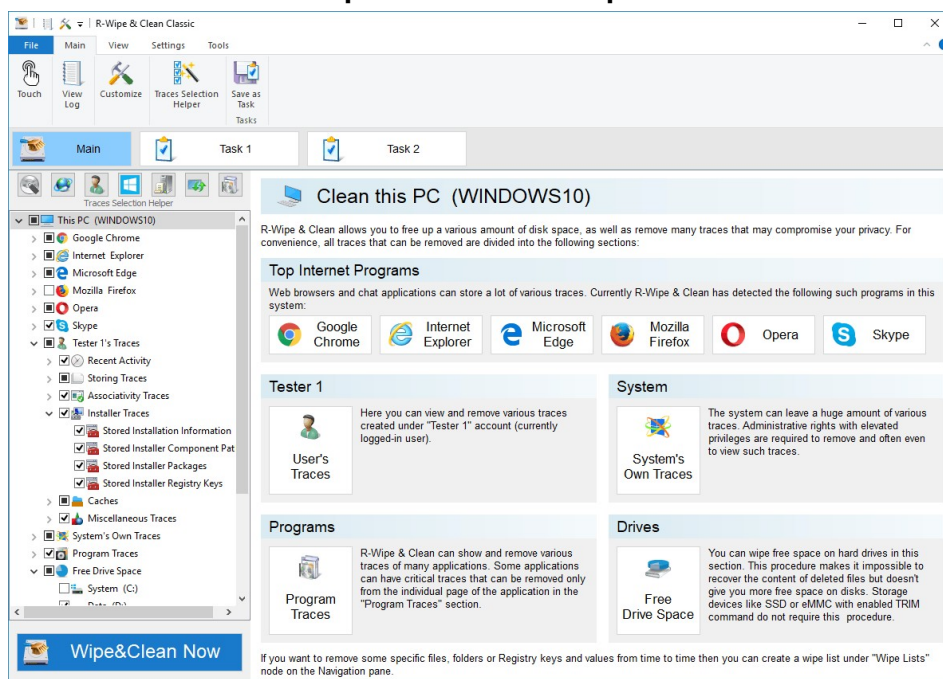 R-Wipe & Clean Classic
File Main View Settings Tools
Touch
View Log
Customize
Traces Selection Helper
Save as Task
Tasks
Main Task 1 Task 2
Traces Selection Helper
This PC (WINDOWS10)
Google Chrome
Internet Explorer
Microsoft Edge
Mozilla Firefox
Opera
Skype
Tester 1's Traces
Recent Activity
Storing Traces
Associativity Traces
Installer Traces
Stored Installation Information
Stored Installer Component Pat
Stored Installer Packages
Stored Installer Registry Keys
Caches
Miscellaneous Traces
System's Own Traces
Program Traces
Free Drive Space
System (C:)
Wipe&Clean Now
Clean this PC (WINDOWS10)
R-Wipe & Clean allows you to free up a various amount of disk space, as well as remove many traces that may compromise your privacy. For
convenience, all traces that can be removed are divided into the following sections:
Top Internet Programs
Web browsers and chat applications can store a lot of various traces. Currently R-Wipe & Clean has detected the following such programs in this
system:
Google Chrome
Internet Explorer
Microsoft Edge
Mozilla Firefox
Opera
Skype
Tester 1
User's Traces
Here you can view and remove various traces
created under "Tester 1" account (currently
logged-in user).
System
System's Own Traces
The system can leave a huge amount of various
traces. Administrative rights with elevated
privileges are required to remove and often even
to view such traces.
Programs
Program Traces
R-Wipe & Clean can show and remove various
traces of many applications. Some applications
can have critical traces that can be removed only
from the individual page of the application in the
"Program Traces" section.
Drives
Free Drive Space
You can wipe free space on hard drives in this
section. This procedure makes it impossible to
recover the content of deleted files but doesn't
give you more free space on disks. Storage
devices like SSD or eMMC with enabled TRIM
command do not require this procedure.
If you want to remove some specific files, folders or Registry keys and values from time to time then you can create a wipe list under "Wipe Lists"
node on the Navigation pane.